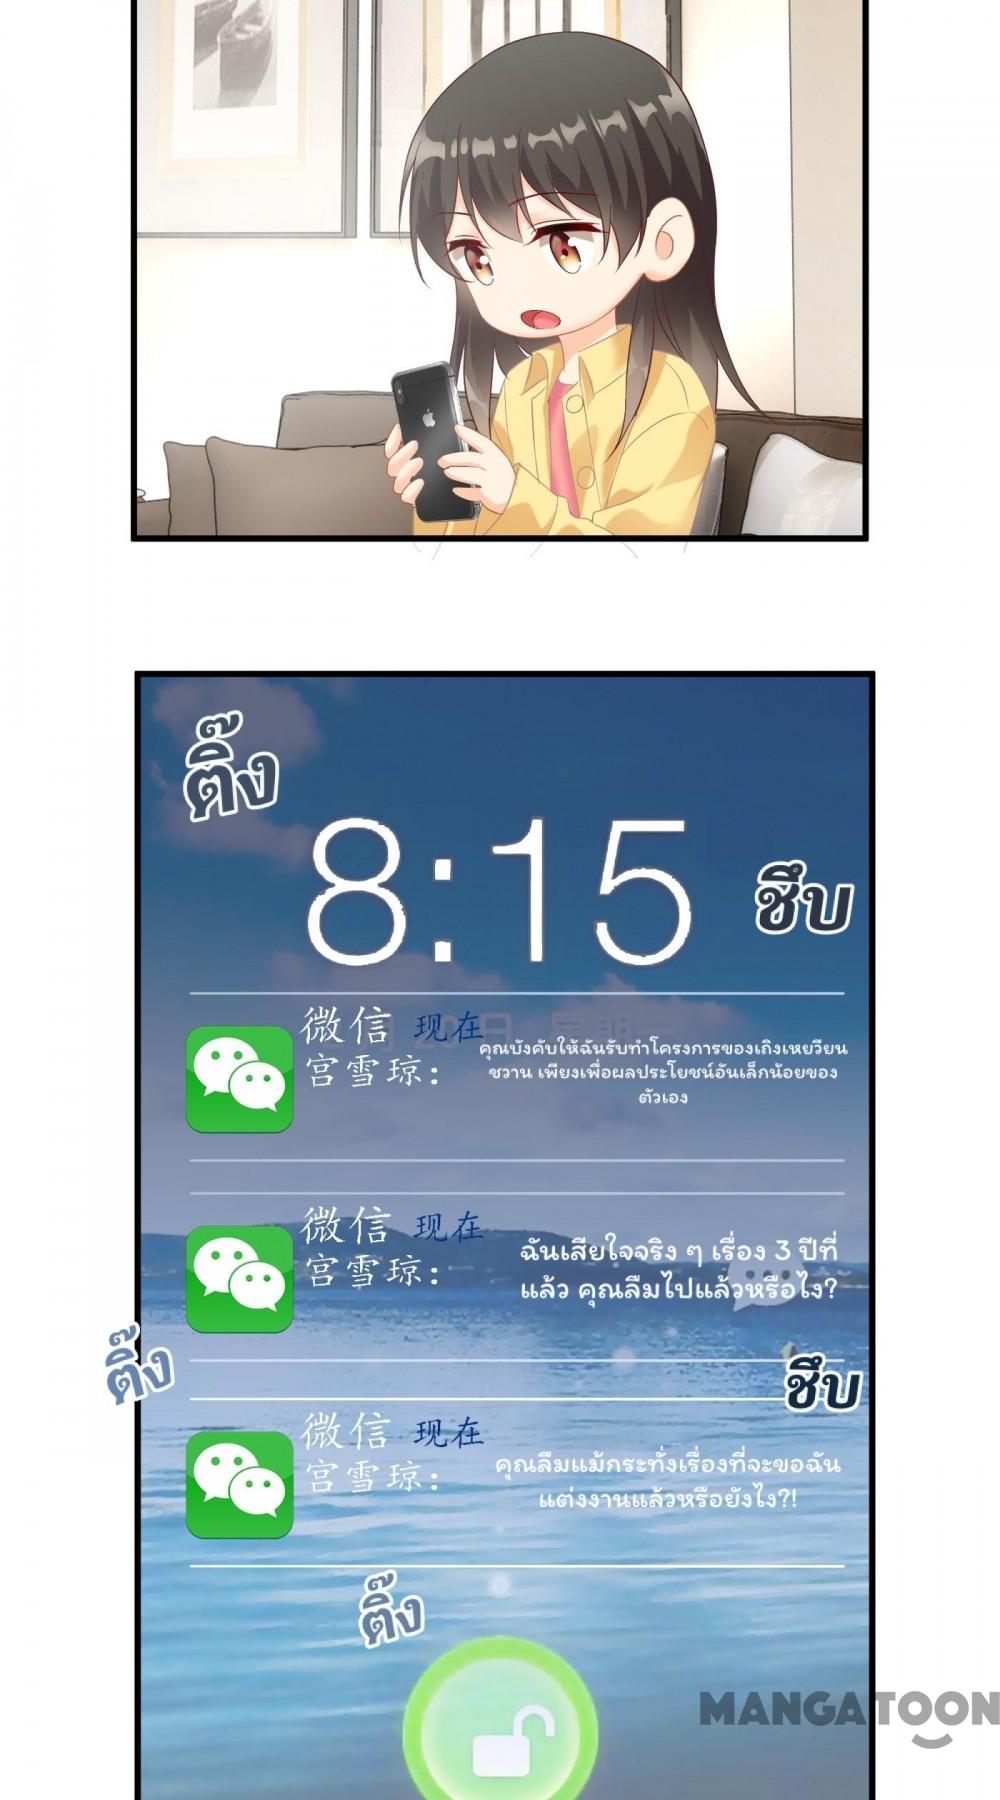 ติ๊ง
8:15
ซึบ
微信 现在
宫雪琼：
คุณบังคับให้ฉันรับทำโครงการของเถิงเหยวียน
ชวาน เพียงเพื่อผลประโยชน์อันเล็กน้อยของ
ตัวเอง
微信 现在
宫雪琼：
ฉันเสียใจจริง ๆ เรื่อง 3 ปีที่
แล้ว คุณลืมไปแล้วหรือไง?
ติ๊ง
ซึบ
微信 现在
宫雪琼：
คุณลืมแม้กระทั่งเรื่องที่จะขอฉัน
แต่งงานแล้วหรือยังไง?!
ติ๊ง
MANGATOON